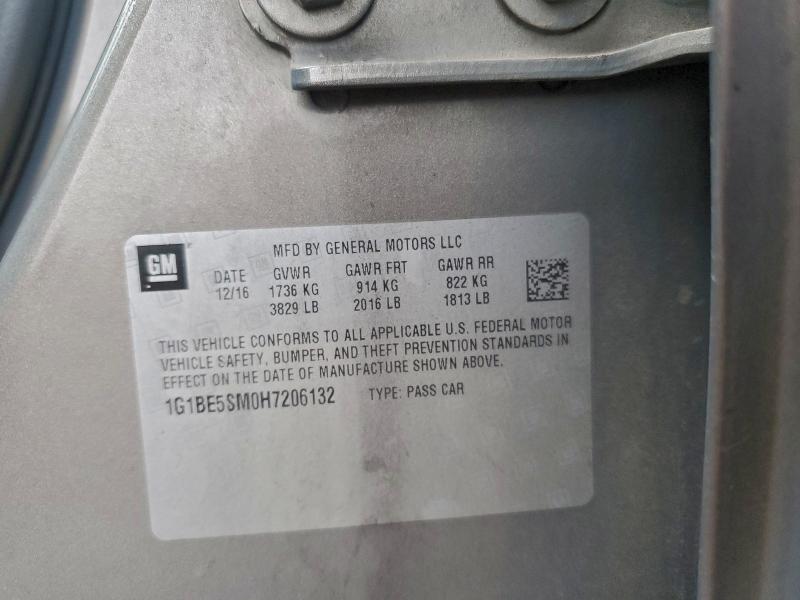 GM
MFD BY GENERAL MOTORS LLC
DATE GVWR GAWR FRT GAWR RR
12/16 1736 KG 914 KG 822 KG
3829 LB 2016 LB 1813 LB
THIS VEHICLE CONFORMS TO ALL APPLICABLE U.S. FEDERAL MOTOR
VEHICLE SAFETY, BUMPER, AND THEFT PREVENTION STANDARDS IN
EFFECT ON THE DATE OF MANUFACTURE SHOWN ABOVE.
1G1BE5SM0H7206132 TYPE: PASS CAR